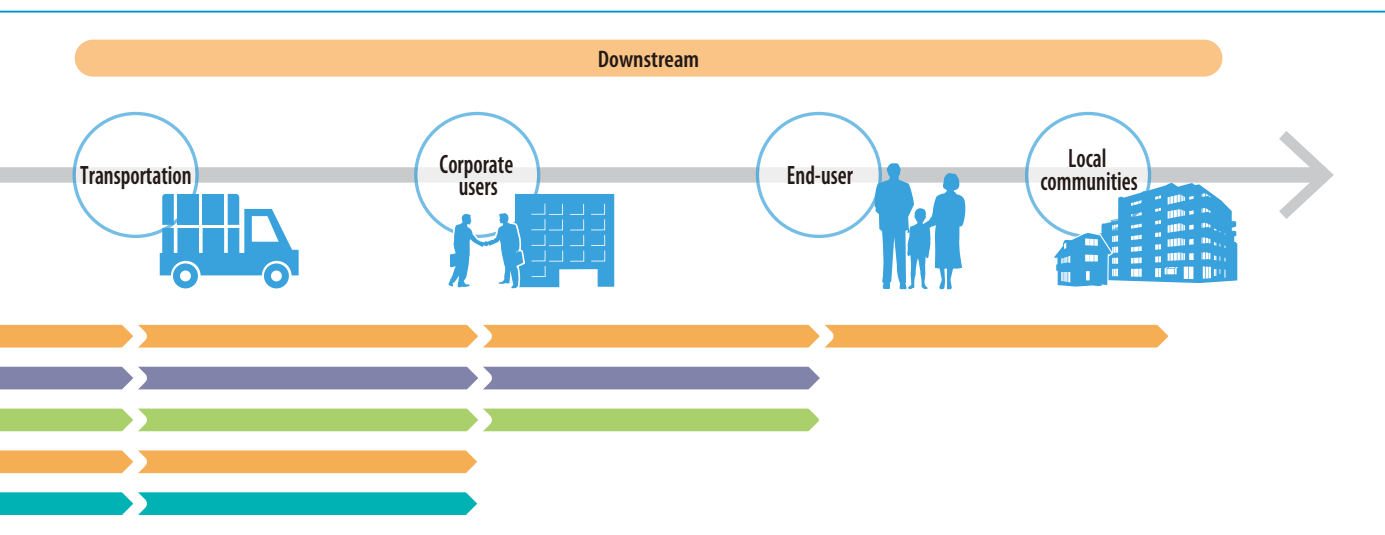 Downstream
Transportation
Corporate
users
End-user
Local
communities